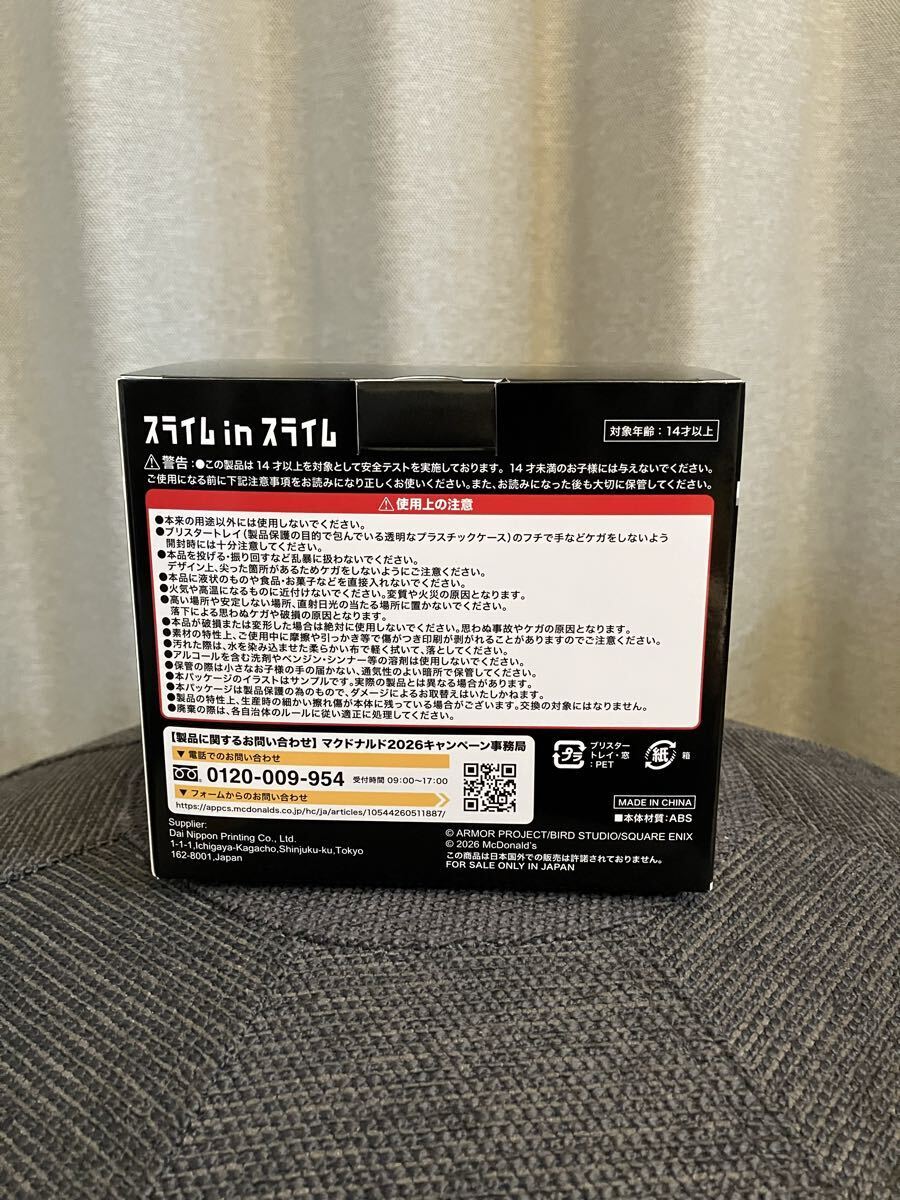 スライム in スライム
対象年齢：14才以上
⚠警告：●この製品は14才以上を対象として安全テストを実施しております。14才未満のお子様には与えないでください。
ご使用になる前に下記注意事項をお読みになり正しくお使いください。また、お読みになった後も大切に保管してください。
⚠使用上の注意
●本来の用途以外には使用しないでください。
●ブリスタートレイ(製品保護の目的で包んでいる透明なプラスチックケース)のフチで手などケガをしないよう
開封時には十分注意してください。
●本品を投げる・振り回すなど乱暴に扱わないでください。
デザイン上、尖った箇所があるためケガをしないようにご注意ください。
●本品に液状のものや食品・お菓子などを直接入れないでください。
●火気や高温になるものに近付けないでください。変質や火災の原因となります。
●高い場所や安定しない場所、直射日光の当たる場所に置かないでください。
落下による思わぬケガや破損の原因となります。
●本品が破損または変形した場合は絶対に使用しないでください。思わぬ事故やケガの原因となります。
●素材の特性上、ご使用中に摩擦や引っかき等で傷がつき印刷が剥がれることがありますのでご注意ください。
●汚れた際は、水を染み込ませた柔らかい布で軽く拭いて、落としてください。
●アルコールを含む洗剤やベンジン・シンナー等の溶剤は使用しないでください。
●保管の際は小さなお子様の手の届かない、通気性のよい暗所で保管してください。
●本パッケージのイラストはサンプルです。実際の製品とは異なる場合があります。
●本パッケージは製品保護の為のもので、ダメージによるお取替えはいたしかねます。
●製品の特性上、生産時の細かい擦れ傷が本体に残っている場合がございます。交換の対象にはなりません。
●廃棄の際は、各自治体のルールに従い適正に処理してください。
【製品に関するお問い合わせ】マクドナルド2026キャンペーン事務局
▼電話でのお問い合わせ
0120-009-954 受付時間 09:00〜17:00
▼フォームからのお問い合わせ
https://appcs.mcdonalds.co.jp/hc/ja/articles/10544260511887/
プラ
ブリスター
トレイ・窓
：PET
紙
箱
MADE IN CHINA
■本体材質：ABS
Supplier:
Dai Nippon Printing Co., Ltd.
1-1-1,Ichigaya-Kagacho,Shinjuku-ku,Tokyo
162-8001,Japan
© ARMOR PROJECT/BIRD STUDIO/SQUARE ENIX
© 2026 McDonald's
この商品は日本国外での販売は許諾されておりません。
FOR SALE ONLY IN JAPAN